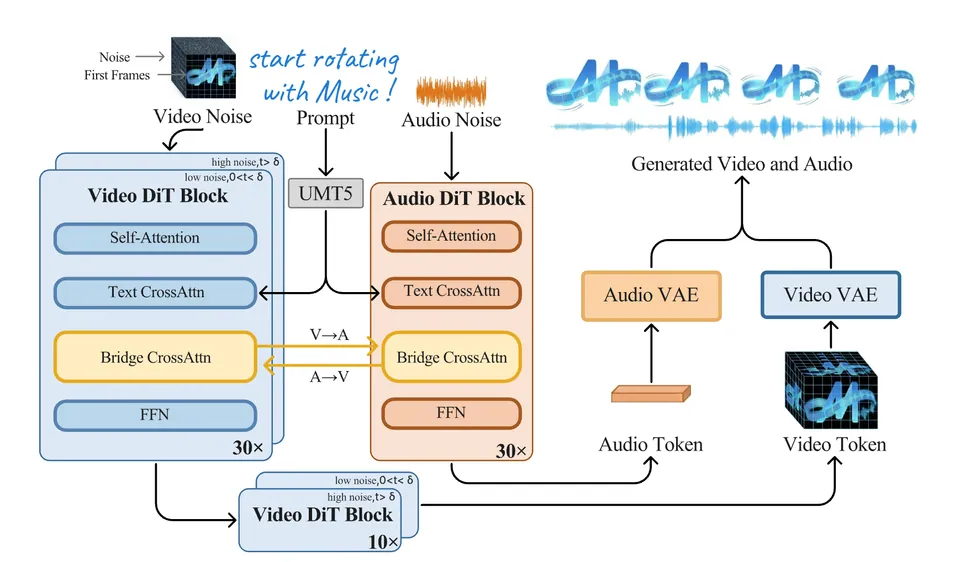 Noise
First Frames
start rotating
with Music !
Video Noise
Prompt
Audio Noise
Generated Video and Audio
high noise,t> δ
low noise,0<t< δ
Video DiT Block
Self-Attention
Text CrossAttn
Bridge CrossAttn
FFN
30×
UMT5
Audio DiT Block
Self-Attention
Text CrossAttn
Bridge CrossAttn
FFN
30×
V→A
A→V
low noise,0<t< δ
high noise,t> δ
Video DiT Block
10×
Audio VAE
Video VAE
Audio Token
Video Token